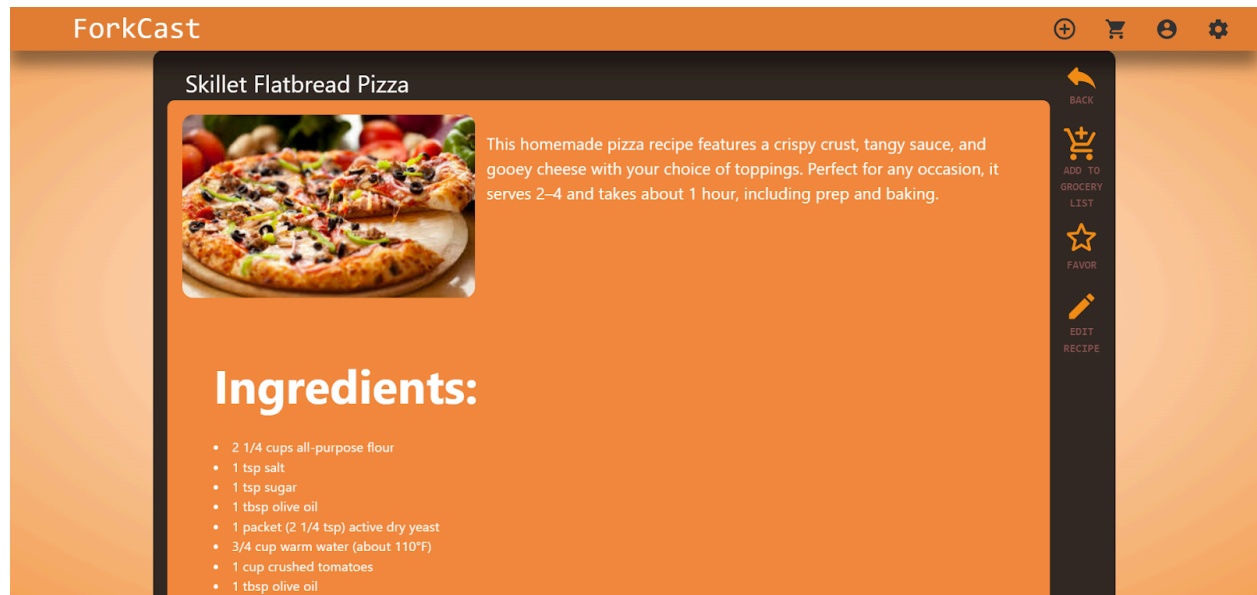 ForkCast
Skillet Flatbread Pizza
This homemade pizza recipe features a crispy crust, tangy sauce, and
gooey cheese with your choice of toppings. Perfect for any occasion, it
serves 2–4 and takes about 1 hour, including prep and baking.
BACK
ADD TO
GROCERY
LIST
FAVOR
EDIT
RECIPE
Ingredients:
• 2 1/4 cups all-purpose flour
• 1 tsp salt
• 1 tsp sugar
• 1 tbsp olive oil
• 1 packet (2 1/4 tsp) active dry yeast
• 3/4 cup warm water (about 110°F)
• 1 cup crushed tomatoes
• 1 tbsp olive oil